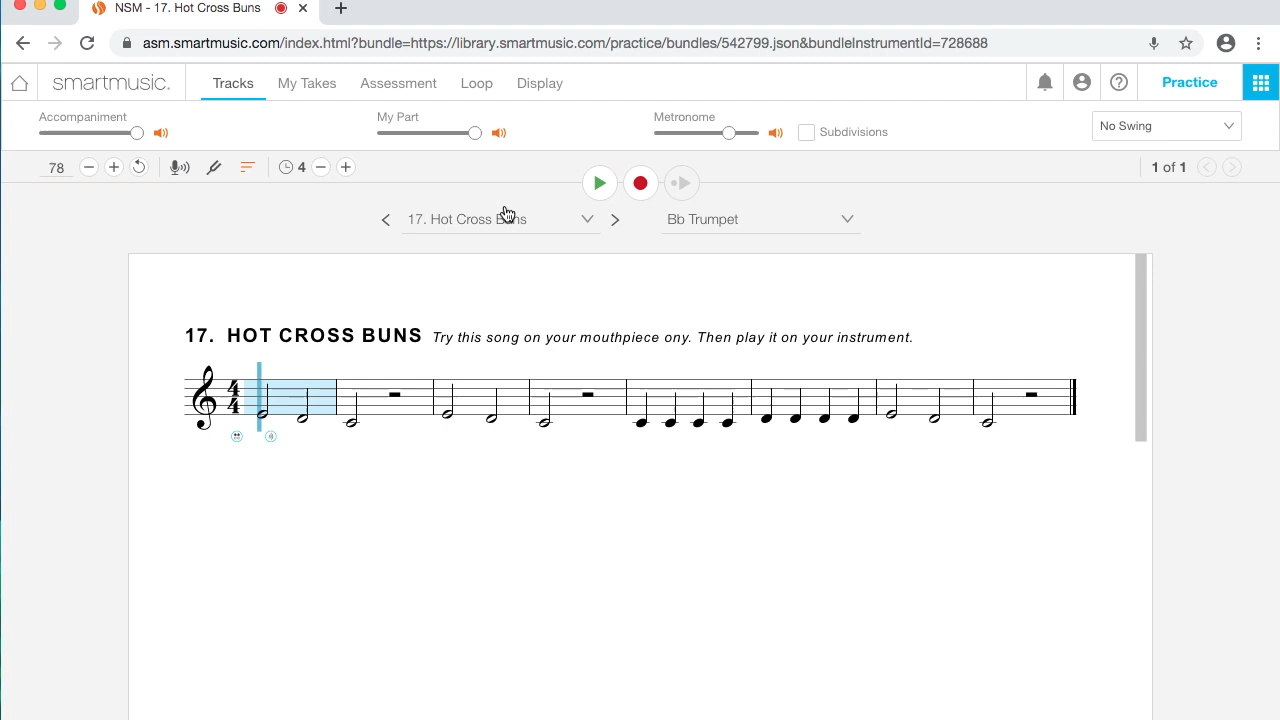 NSM - 17. Hot Cross Buns
asm.smartmusic.com/index.html?bundle=https://library.smartmusic.com/practice/bundles/542799.json&bundleInstrumentId=728688
smartmusic. Tracks My Takes Assessment Loop Display Practice
Accompaniment My Part Metronome
Subdivisions No Swing
78 4 1 of 1
17. Hot Cross Buns Bb Trumpet
17. HOT CROSS BUNS Try this song on your mouthpiece ony. Then play it on your instrument.
4
4